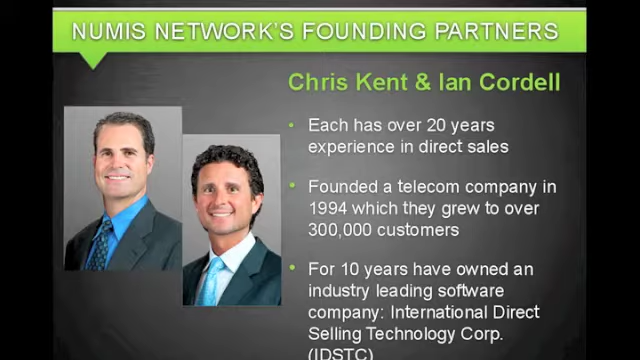 NUMIS NETWORK'S FOUNDING PARTNERS
Chris Kent & Ian Cordell
• Each has over 20 years
experience in direct sales
• Founded a telecom company in
1994 which they grew to over
300,000 customers
• For 10 years have owned an
industry leading software
company: International Direct
Selling Technology Corp.
(IDSTC)